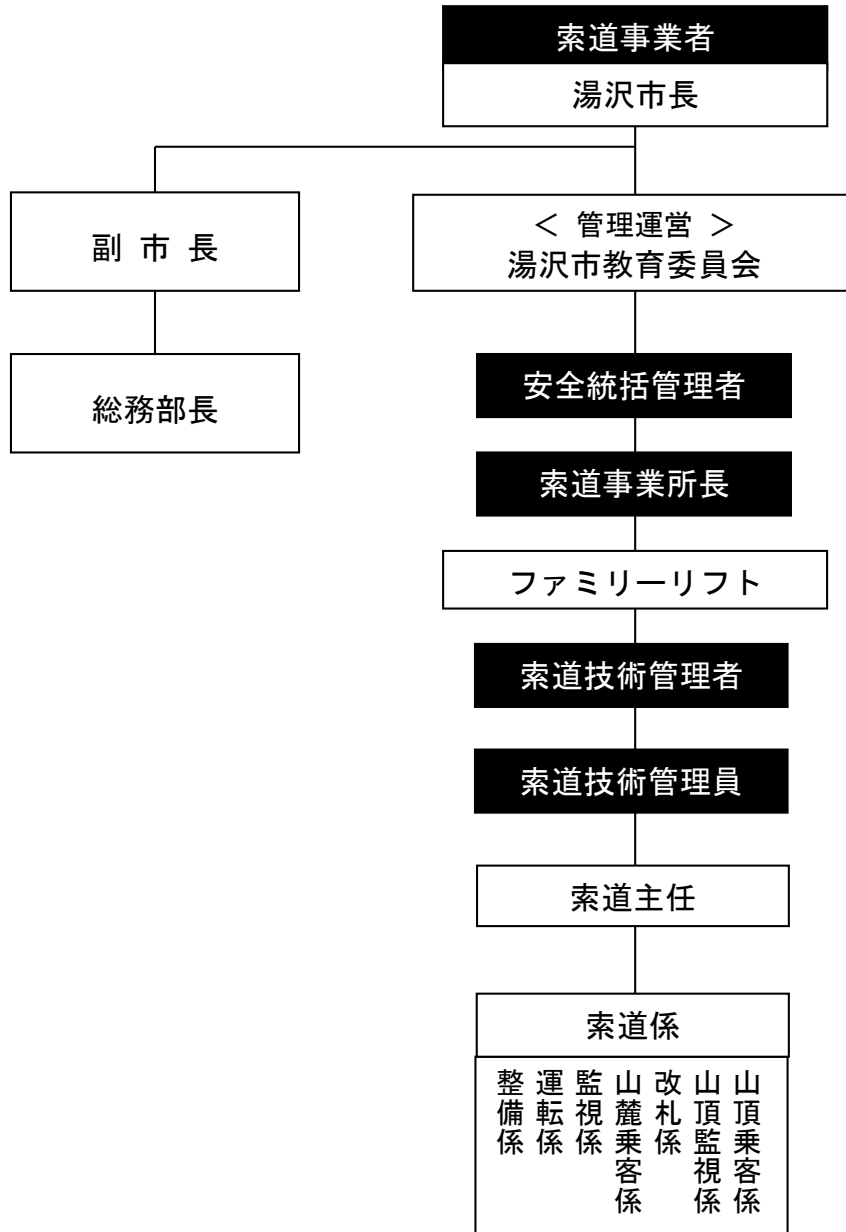 索道事業者
湯沢市長
副 市 長
＜ 管理運営 ＞
湯沢市教育委員会
総務部長
安全統括管理者
索道事業所長
ファミリーリフト
索道技術管理者
索道技術管理員
索道主任
索道係
整備係
運転係
監視係
山麓乗客係
改札係
山頂監視係
山頂乗客係